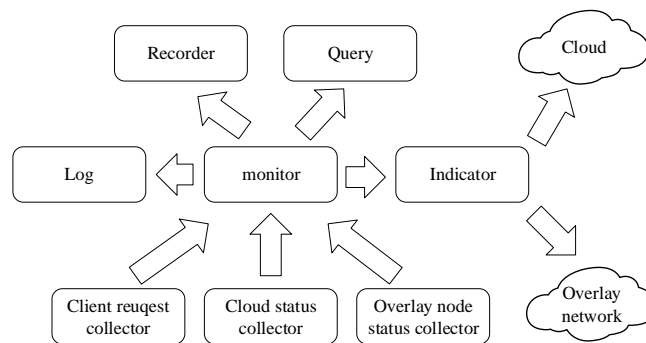 Recorder
Query
Cloud
Log
monitor
Indicator
Client reuqest
collector
Cloud status
collector
Overlay node
status collector
Overlay
network